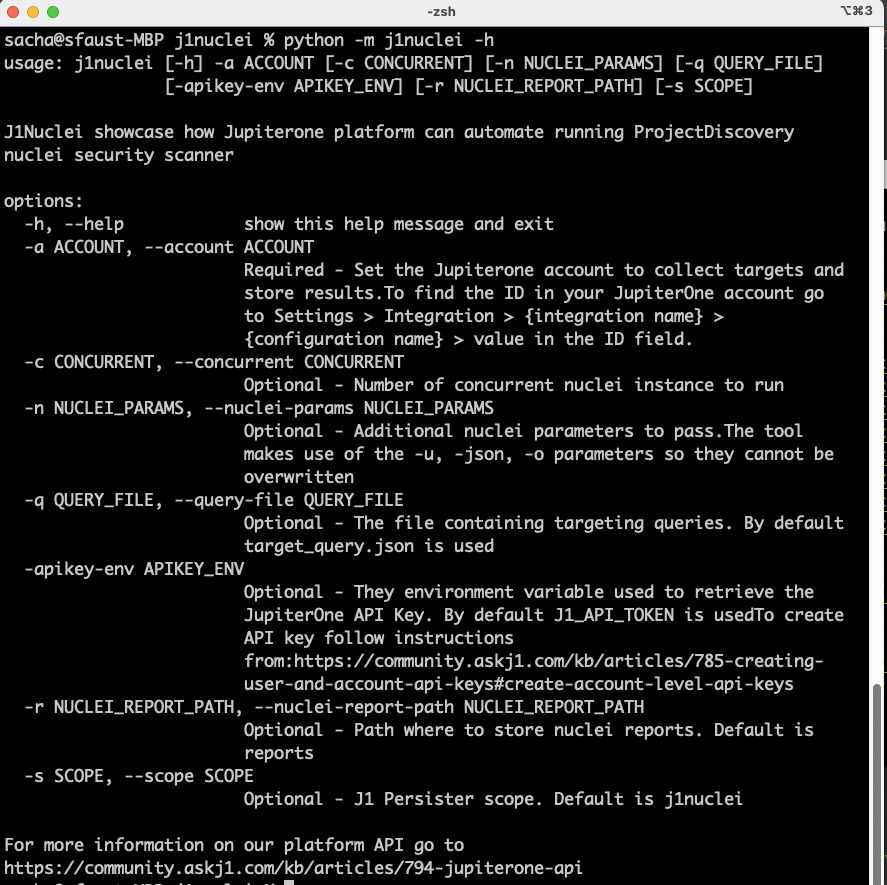 -zsh
⌥⌘3
sacha@sfaust-MBP j1nuclei % python -m j1nuclei -h
usage: j1nuclei [-h] -a ACCOUNT [-c CONCURRENT] [-n NUCLEI_PARAMS] [-q QUERY_FILE]
[-apikey-env APIKEY_ENV] [-r NUCLEI_REPORT_PATH] [-s SCOPE]
J1Nuclei showcase how Jupiterone platform can automate running ProjectDiscovery
nuclei security scanner
options:
-h, --help show this help message and exit
-a ACCOUNT, --account ACCOUNT
Required - Set the Jupiterone account to collect targets and
store results.To find the ID in your JupiterOne account go
to Settings > Integration > {integration name} >
{configuration name} > value in the ID field.
-c CONCURRENT, --concurrent CONCURRENT
Optional - Number of concurrent nuclei instance to run
-n NUCLEI_PARAMS, --nuclei-params NUCLEI_PARAMS
Optional - Additional nuclei parameters to pass.The tool
makes use of the -u, -json, -o parameters so they cannot be
overwritten
-q QUERY_FILE, --query-file QUERY_FILE
Optional - The file containing targeting queries. By default
target_query.json is used
-apikey-env APIKEY_ENV
Optional - They environment variable used to retrieve the
JupiterOne API Key. By default J1_API_TOKEN is usedTo create
API key follow instructions
from:https://community.askj1.com/kb/articles/785-creating-
user-and-account-api-keys#create-account-level-api-keys
-r NUCLEI_REPORT_PATH, --nuclei-report-path NUCLEI_REPORT_PATH
Optional - Path where to store nuclei reports. Default is
reports
-s SCOPE, --scope SCOPE
Optional - J1 Persister scope. Default is j1nuclei
For more information on our platform API go to
https://community.askj1.com/kb/articles/794-jupiterone-api